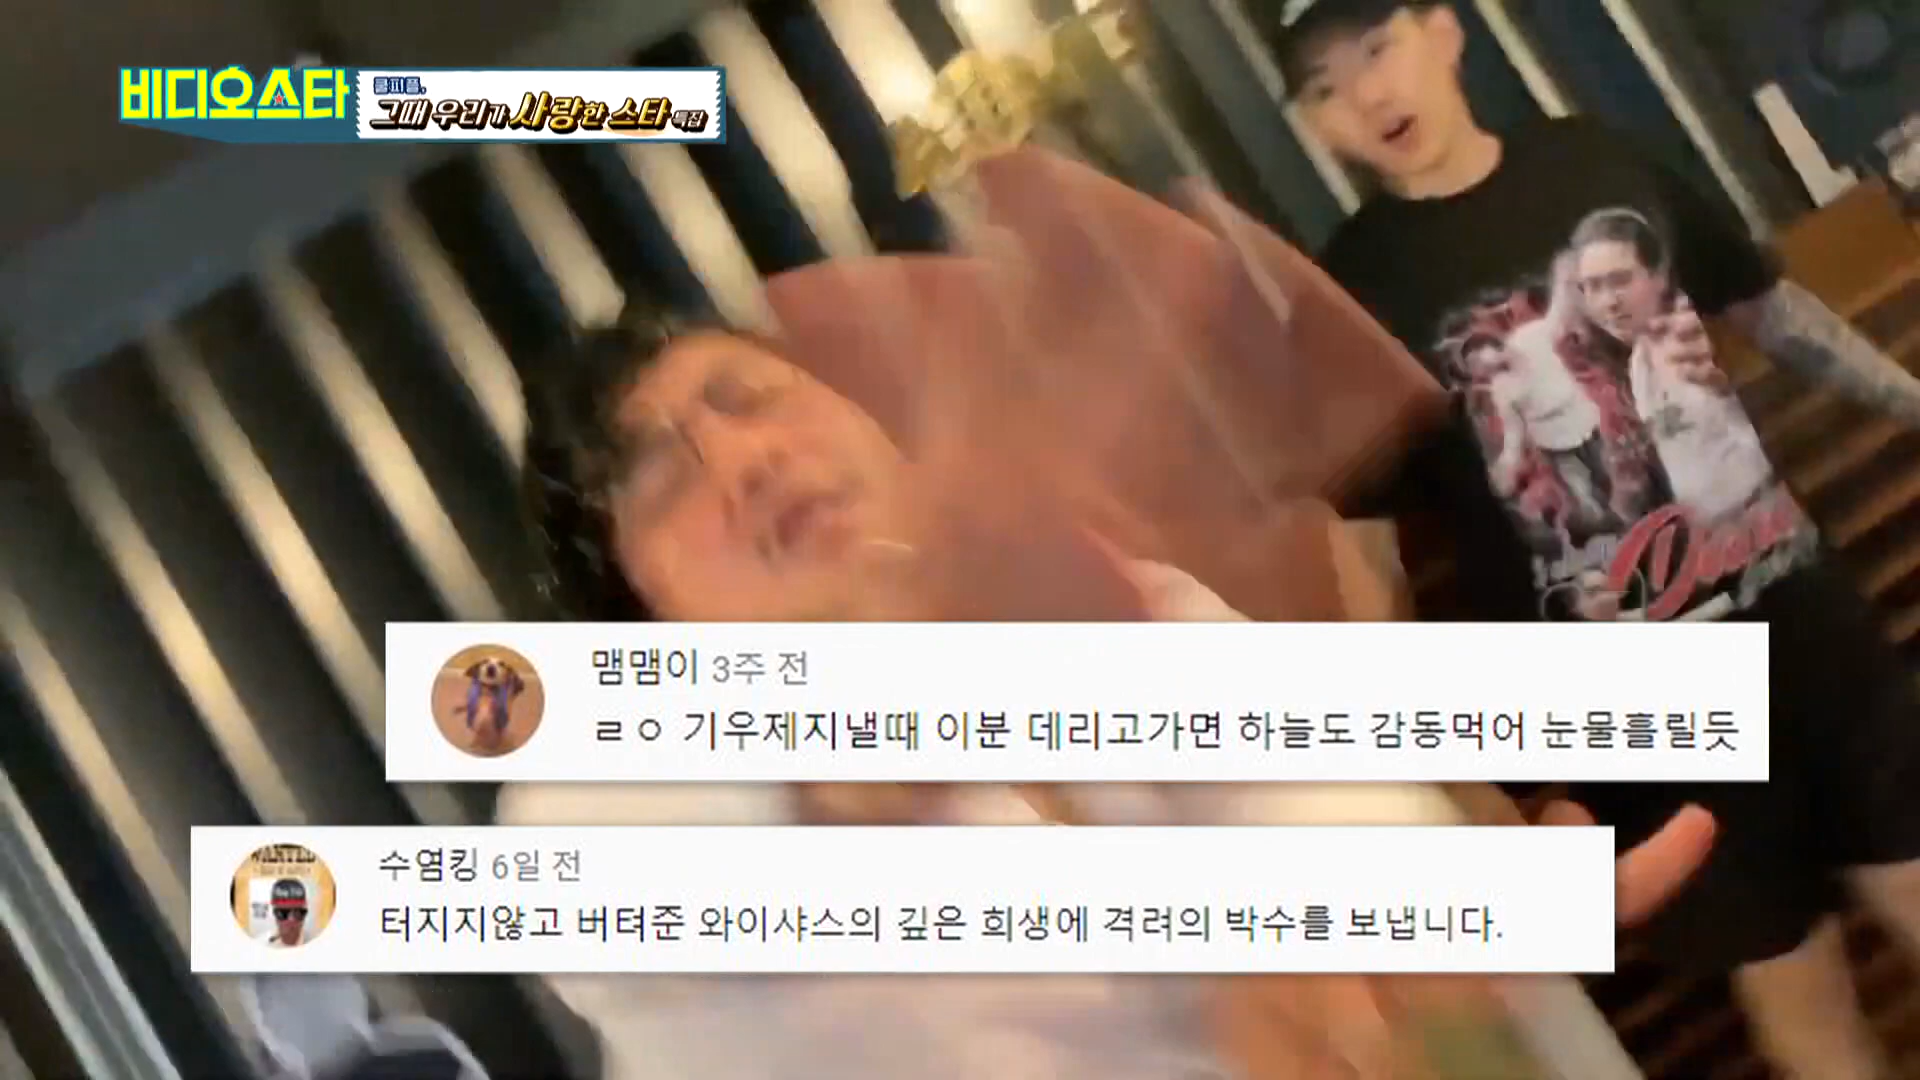 비디오스타
쿨피플,
그때 우리가 사랑한 스타 특집
맴맴이 3주 전
ㄹㅇ 기우제지낼때 이분 데리고가면 하늘도 감동먹어 눈물흘릴듯
WANTED
수염킹 6일 전
터지지않고 버텨준 와이샤스의 깊은 희생에 격려의 박수를 보냅니다.